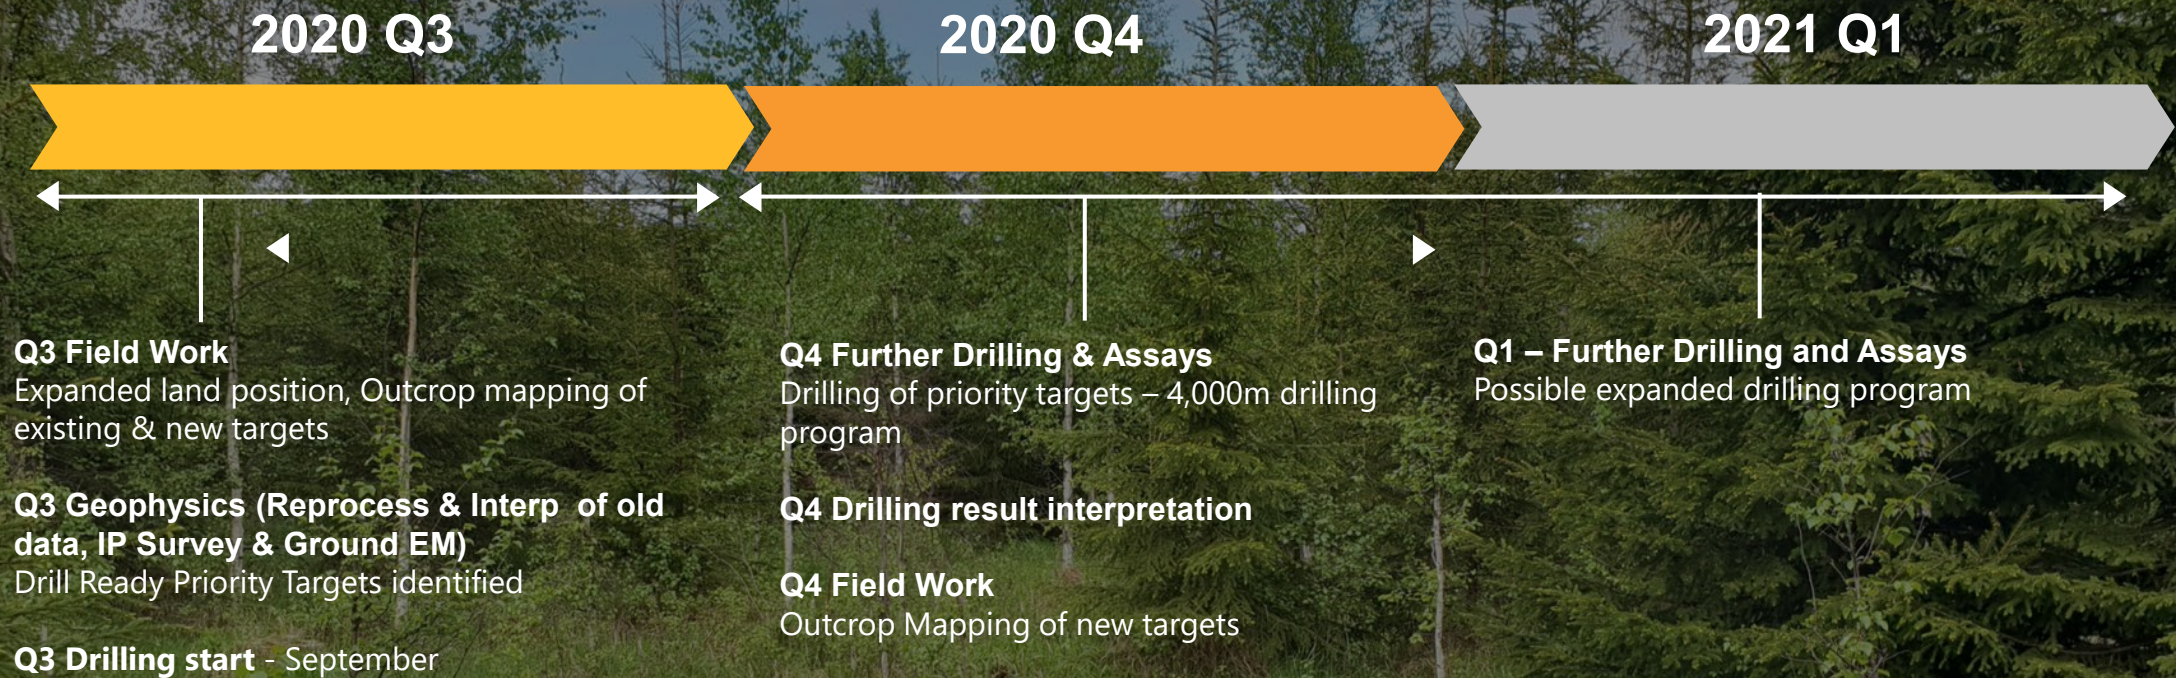 2020 Q3
2020 Q4
2021 Q1
Q3 Field Work
Expanded land position, Outcrop mapping of
existing & new targets
Q3 Geophysics (Reprocess & Interp  of old
data, IP Survey & Ground EM)
Drill Ready Priority Targets identified
Q3 Drilling start - September
Q4 Further Drilling & Assays
Drilling of priority targets – 4,000m drilling
program
Q4 Drilling result interpretation
Q4 Field Work
Outcrop Mapping of new targets
Q1 – Further Drilling and Assays
Possible expanded drilling program